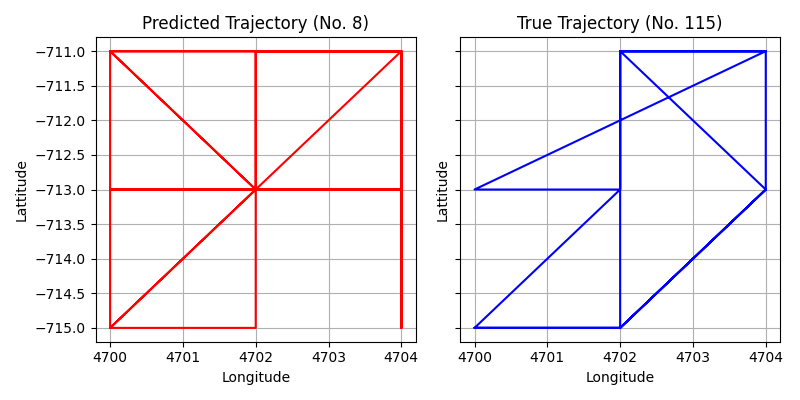 Predicted Trajectory (No. 8)
True Trajectory (No. 115)
−711.0
−711.5
−712.0
−712.5
−713.0
−713.5
−714.0
−714.5
−715.0
Lattitude
Lattitude
4700 4701 4702 4703 4704
4700 4701 4702 4703 4704
Longitude
Longitude